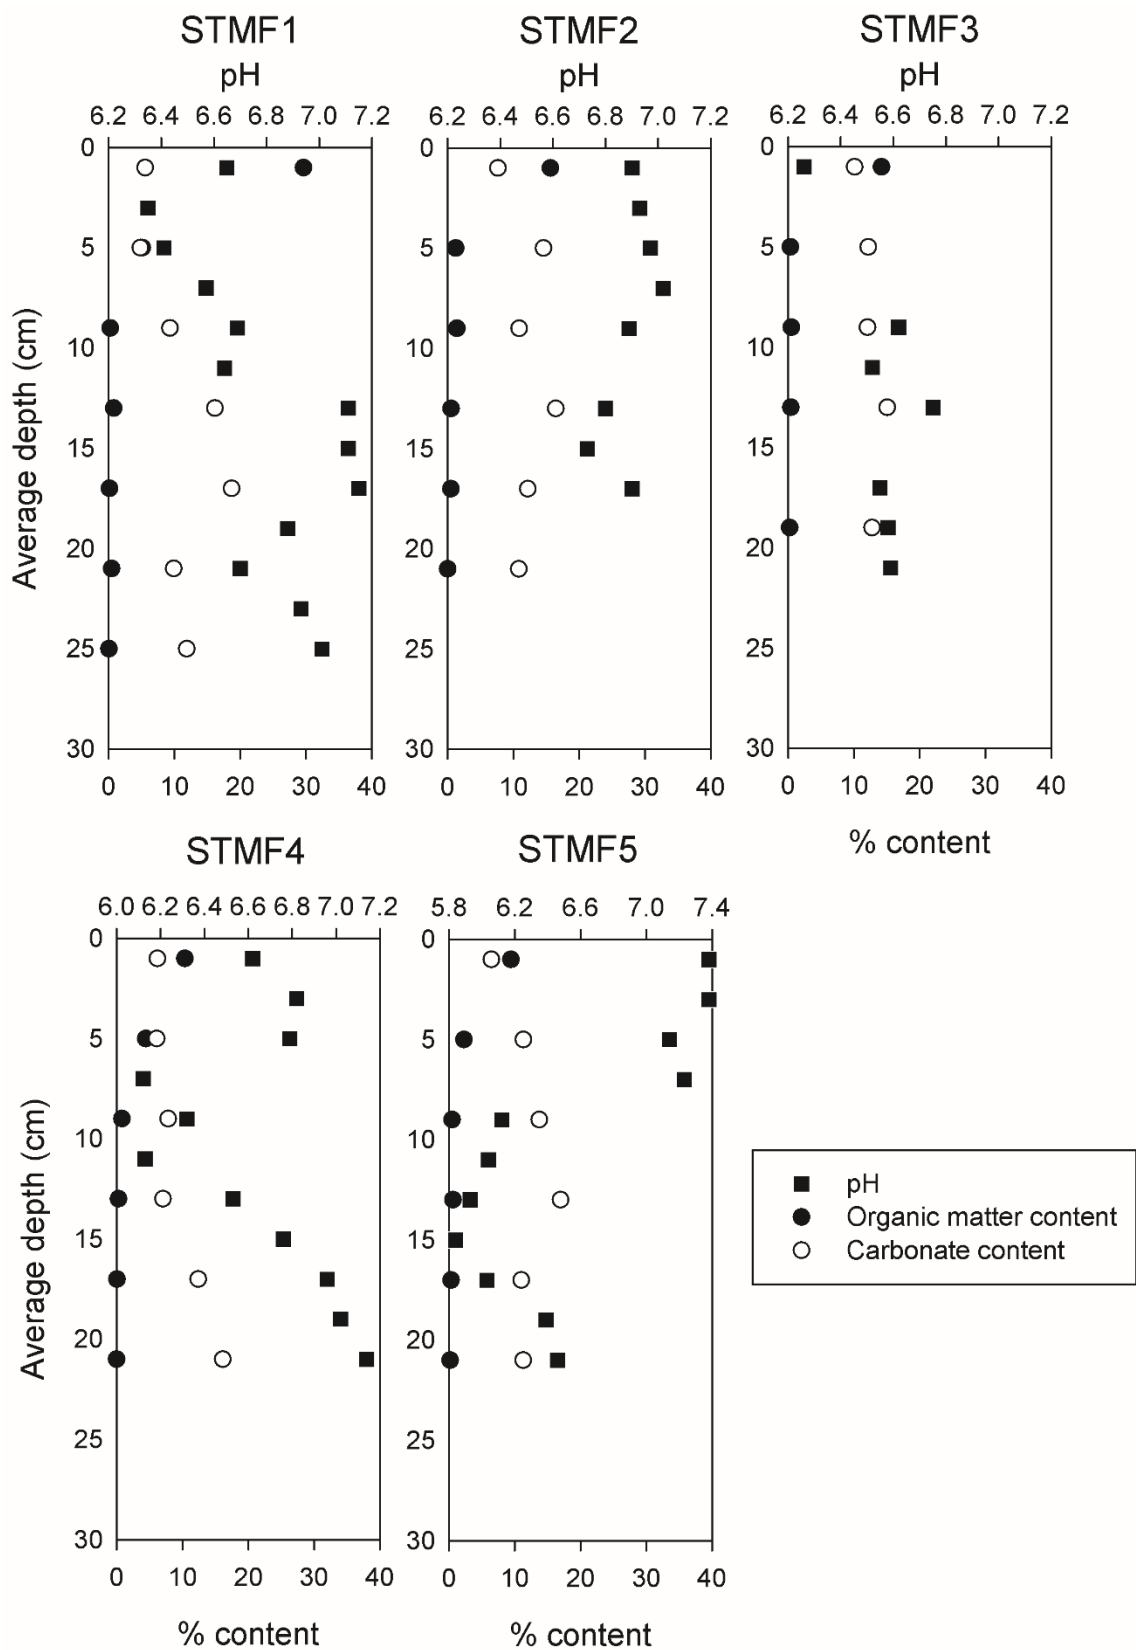 STMF1 STMF2 STMF3
pH pH pH
6.2 6.4 6.6 6.8 7.0 7.2 6.2 6.4 6.6 6.8 7.0 7.2 6.2 6.4 6.6 6.8 7.0 7.2
0 0 0
5 5 5
10 10 10
15 15 15
20 20 20
25 25 25
30 30 30
Average depth (cm)
0 10 20 30 40 0 10 20 30 40 0 10 20 30 40
% content
STMF4 STMF5
6.0 6.2 6.4 6.6 6.8 7.0 7.2 5.8 6.2 6.6 7.0 7.4
0 0
5 5
10 10
15 15
20 20
25 25
30 30
Average depth (cm)
pH
Organic matter content
Carbonate content
0 10 20 30 40 0 10 20 30 40
% content % content